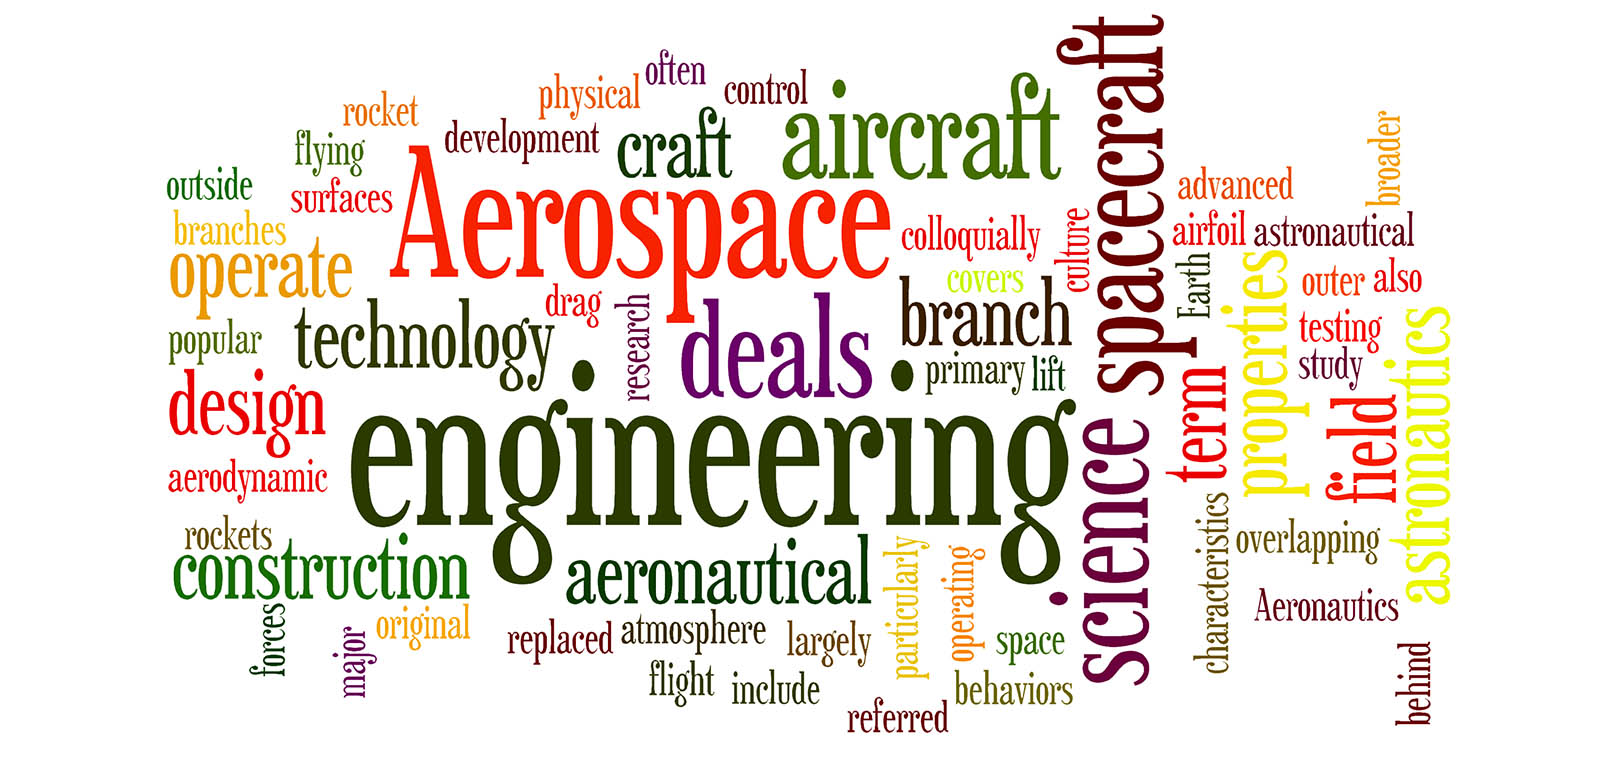 often
physical
control
rocket
development
craft
aircraft
spacecraft
flying
outside
surfaces
Aerospace
advanced
broader
branches
operate
colloquially
culture
airfoil
astronautical
covers
Earth
properties
outer
also
drag
research
deals
branch
popular
technology
primary
lift
testing
study
astronautics
design
term
field
engineering
science
aerodynamic
rockets
construction
aeronautical
particularly
operating
characteristics
overlapping
Aeronautics
forces
major
original
replaced
atmosphere
largely
space
flight
include
behaviors
behind
referred